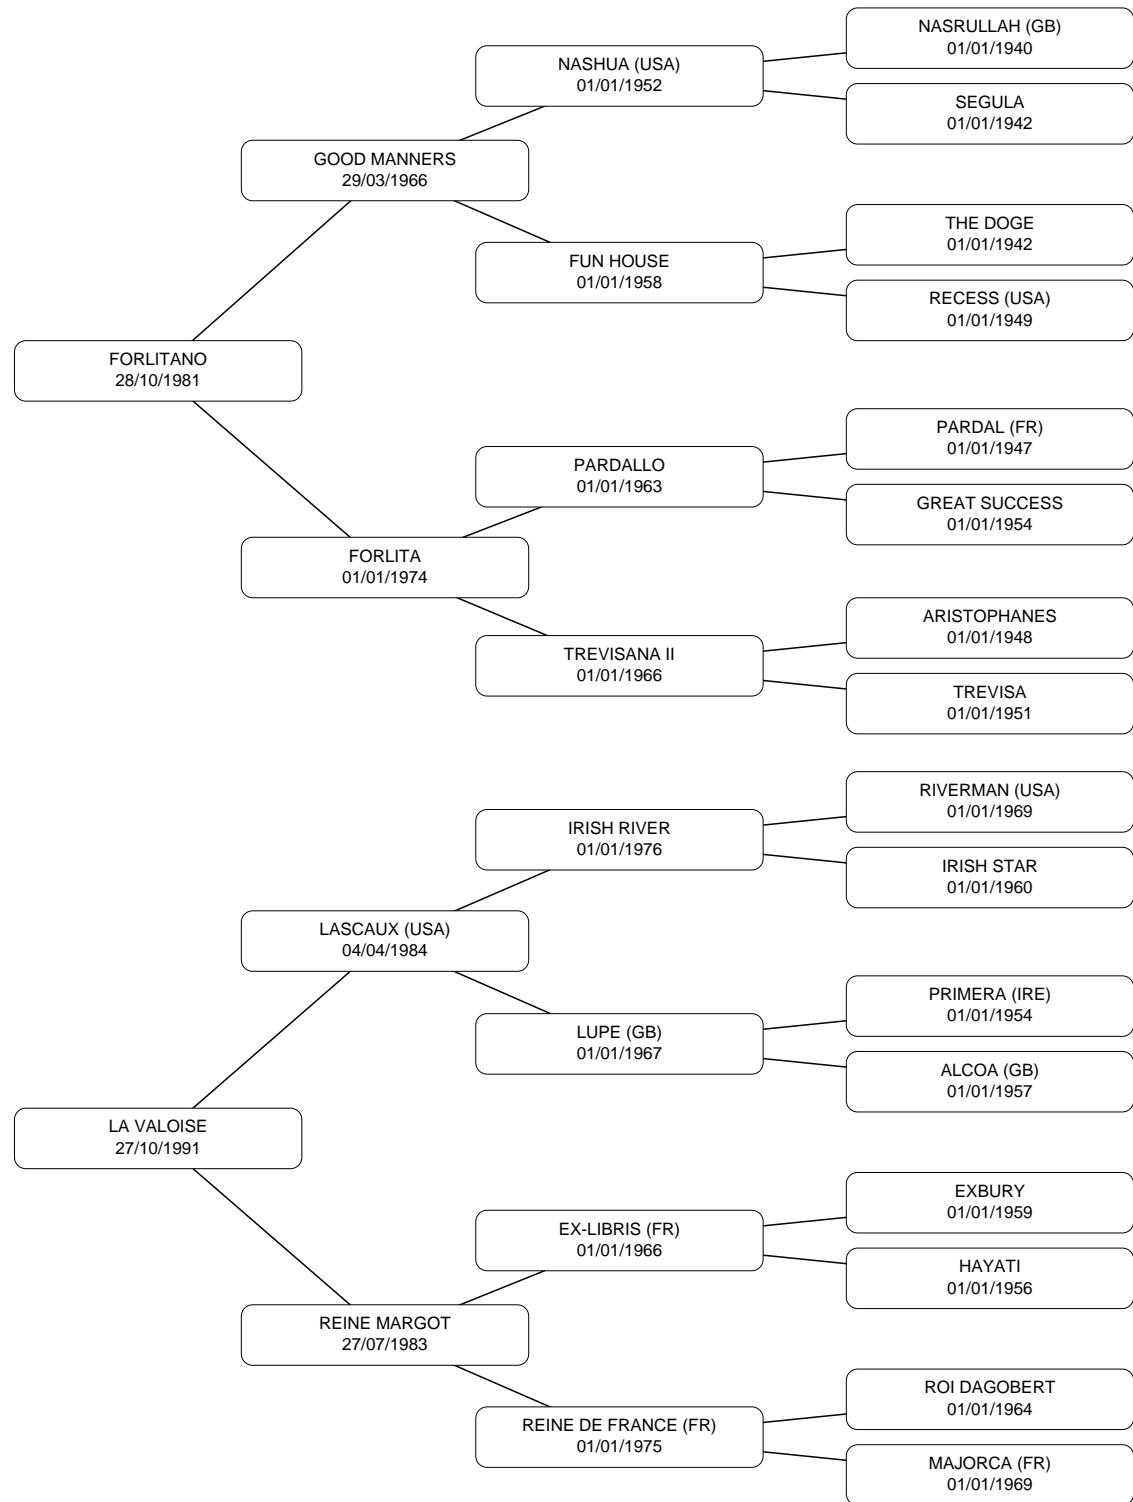 NASRULLAH (GB)
01/01/1940
NASHUA (USA)
01/01/1952
SEGULA
01/01/1942
GOOD MANNERS
29/03/1966
THE DOGE
01/01/1942
FUN HOUSE
01/01/1958
RECESS (USA)
01/01/1949
FORLITANO
28/10/1981
PARDAL (FR)
01/01/1947
PARDALLO
01/01/1963
GREAT SUCCESS
01/01/1954
FORLITA
01/01/1974
ARISTOPHANES
01/01/1948
TREVISANA II
01/01/1966
TREVISA
01/01/1951
RIVERMAN (USA)
01/01/1969
IRISH RIVER
01/01/1976
IRISH STAR
01/01/1960
LASCAUX (USA)
04/04/1984
PRIMERA (IRE)
01/01/1954
LUPE (GB)
01/01/1967
ALCOA (GB)
01/01/1957
LA VALOISE
27/10/1991
EXBURY
01/01/1959
EX-LIBRIS (FR)
01/01/1966
HAYATI
01/01/1956
REINE MARGOT
27/07/1983
ROI DAGOBERT
01/01/1964
REINE DE FRANCE (FR)
01/01/1975
MAJORCA (FR)
01/01/1969